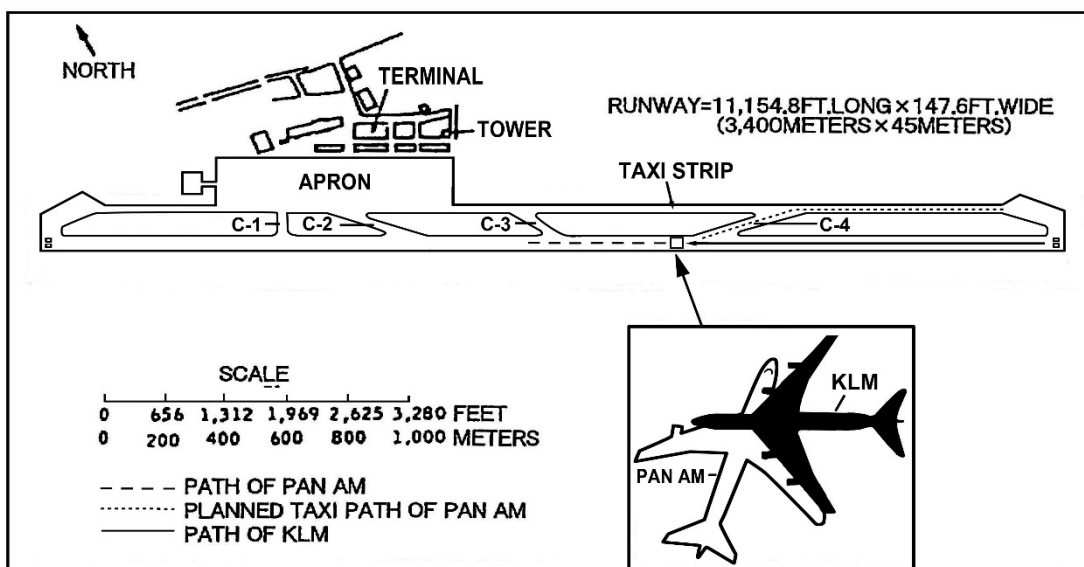 NORTH
TERMINAL
TOWER
RUNWAY=11,154.8FT.LONG × 147.6FT.WIDE
(3,400METERS×45METERS)
APRON
TAXI STRIP
C-1
C-2
C-3
C-4
SCALE
0 656 1,312 1,969 2,625 3,280 FEET
0 200 400 600 800 1,000 METERS
PATH OF PAN AM
PLANNED TAXI PATH OF PAN AM
PATH OF KLM
KLM
PAN AM